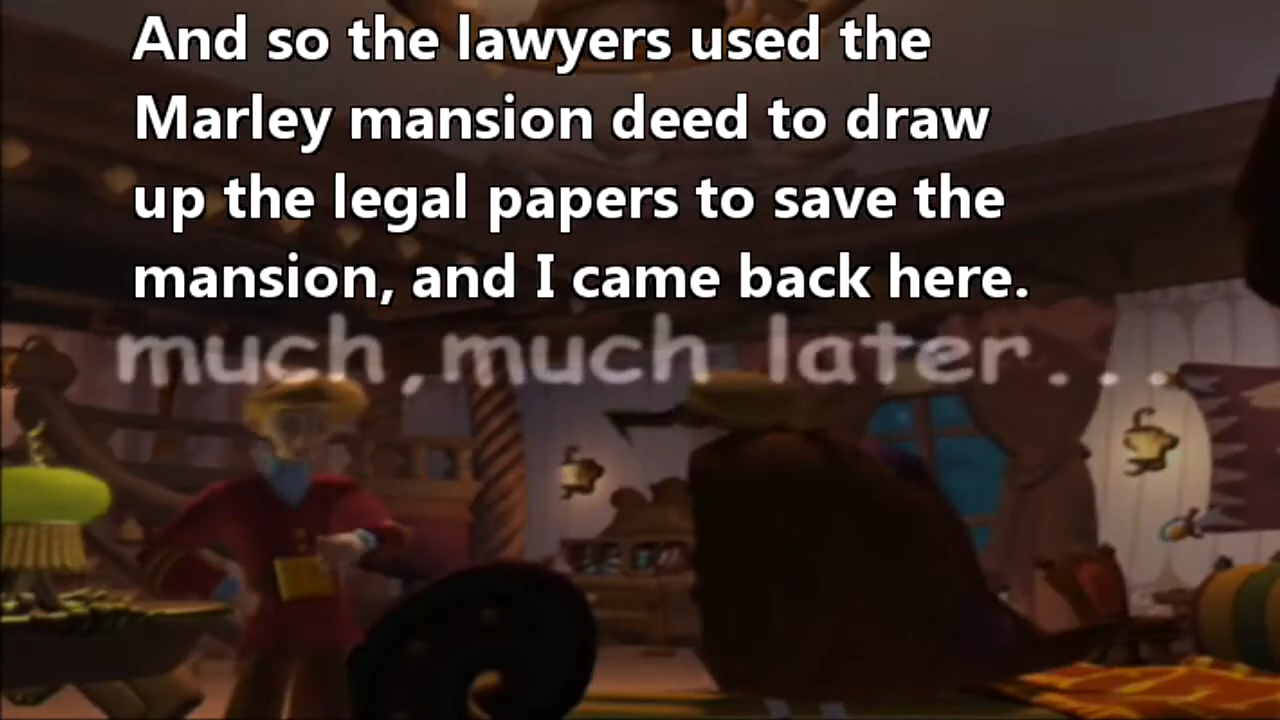 And so the lawyers used the
Marley mansion deed to draw
up the legal papers to save the
mansion, and I came back here.
much, much later...